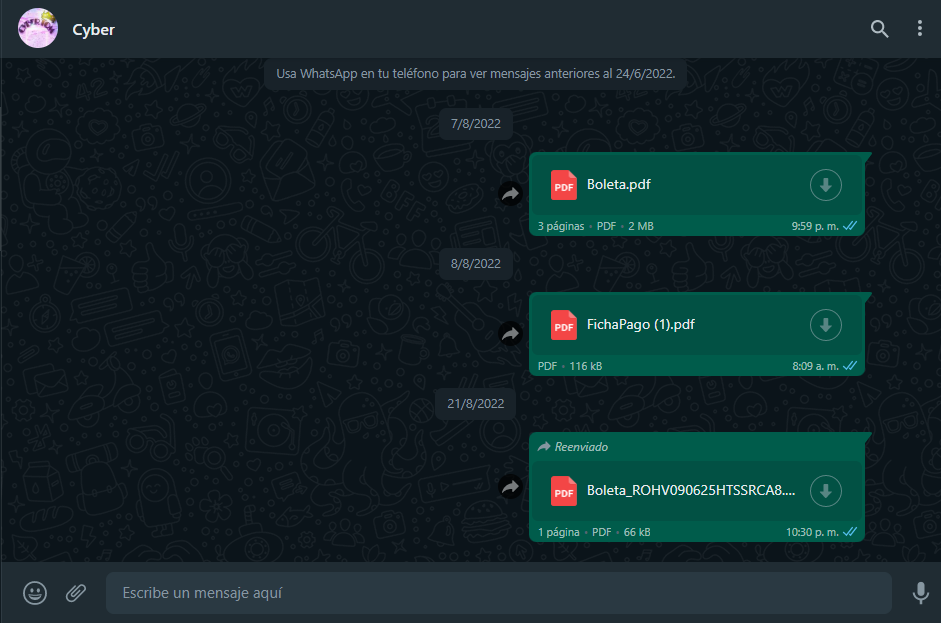 Cyber
Usa WhatsApp en tu teléfono para ver mensajes anteriores al 24/6/2022.
7/8/2022
PDF Boleta.pdf
3 páginas • PDF • 2 MB 9:59 p. m.
8/8/2022
PDF FichaPago (1).pdf
PDF • 116 kB 8:09 a. m.
21/8/2022
Reenviado
PDF Boleta_ROHV090625HTSSRCA8....
1 página • PDF • 66 kB 10:30 p. m.
Escribe un mensaje aquí